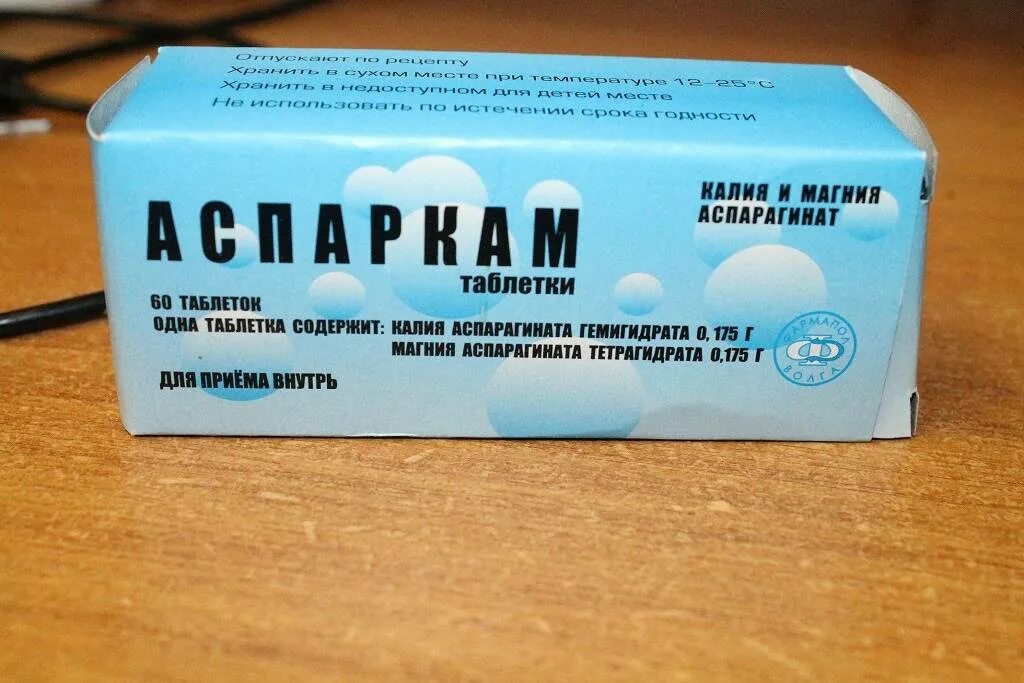 Отпускают по рецепту
Хранить в сухом месте при температуре 12–25°С
Хранить в недоступном для детей месте
Не использовать по истечении срока годности
АСПАРКАМ
таблетки
КАЛИЯ И МАГНИЯ
АСПАРАГИНАТ
60 ТАБЛЕТОК
ОДНА ТАБЛЕТКА СОДЕРЖИТ: КАЛИЯ АСПАРАГИНАТА ГЕМИГИДРАТА 0,175 Г
МАГНИЯ АСПАРАГИНАТА ТЕТРАГИДРАТА 0,175 Г
ДЛЯ ПРИЁМА ВНУТРЬ
ФАРМАПОЛ
ВОЛГА